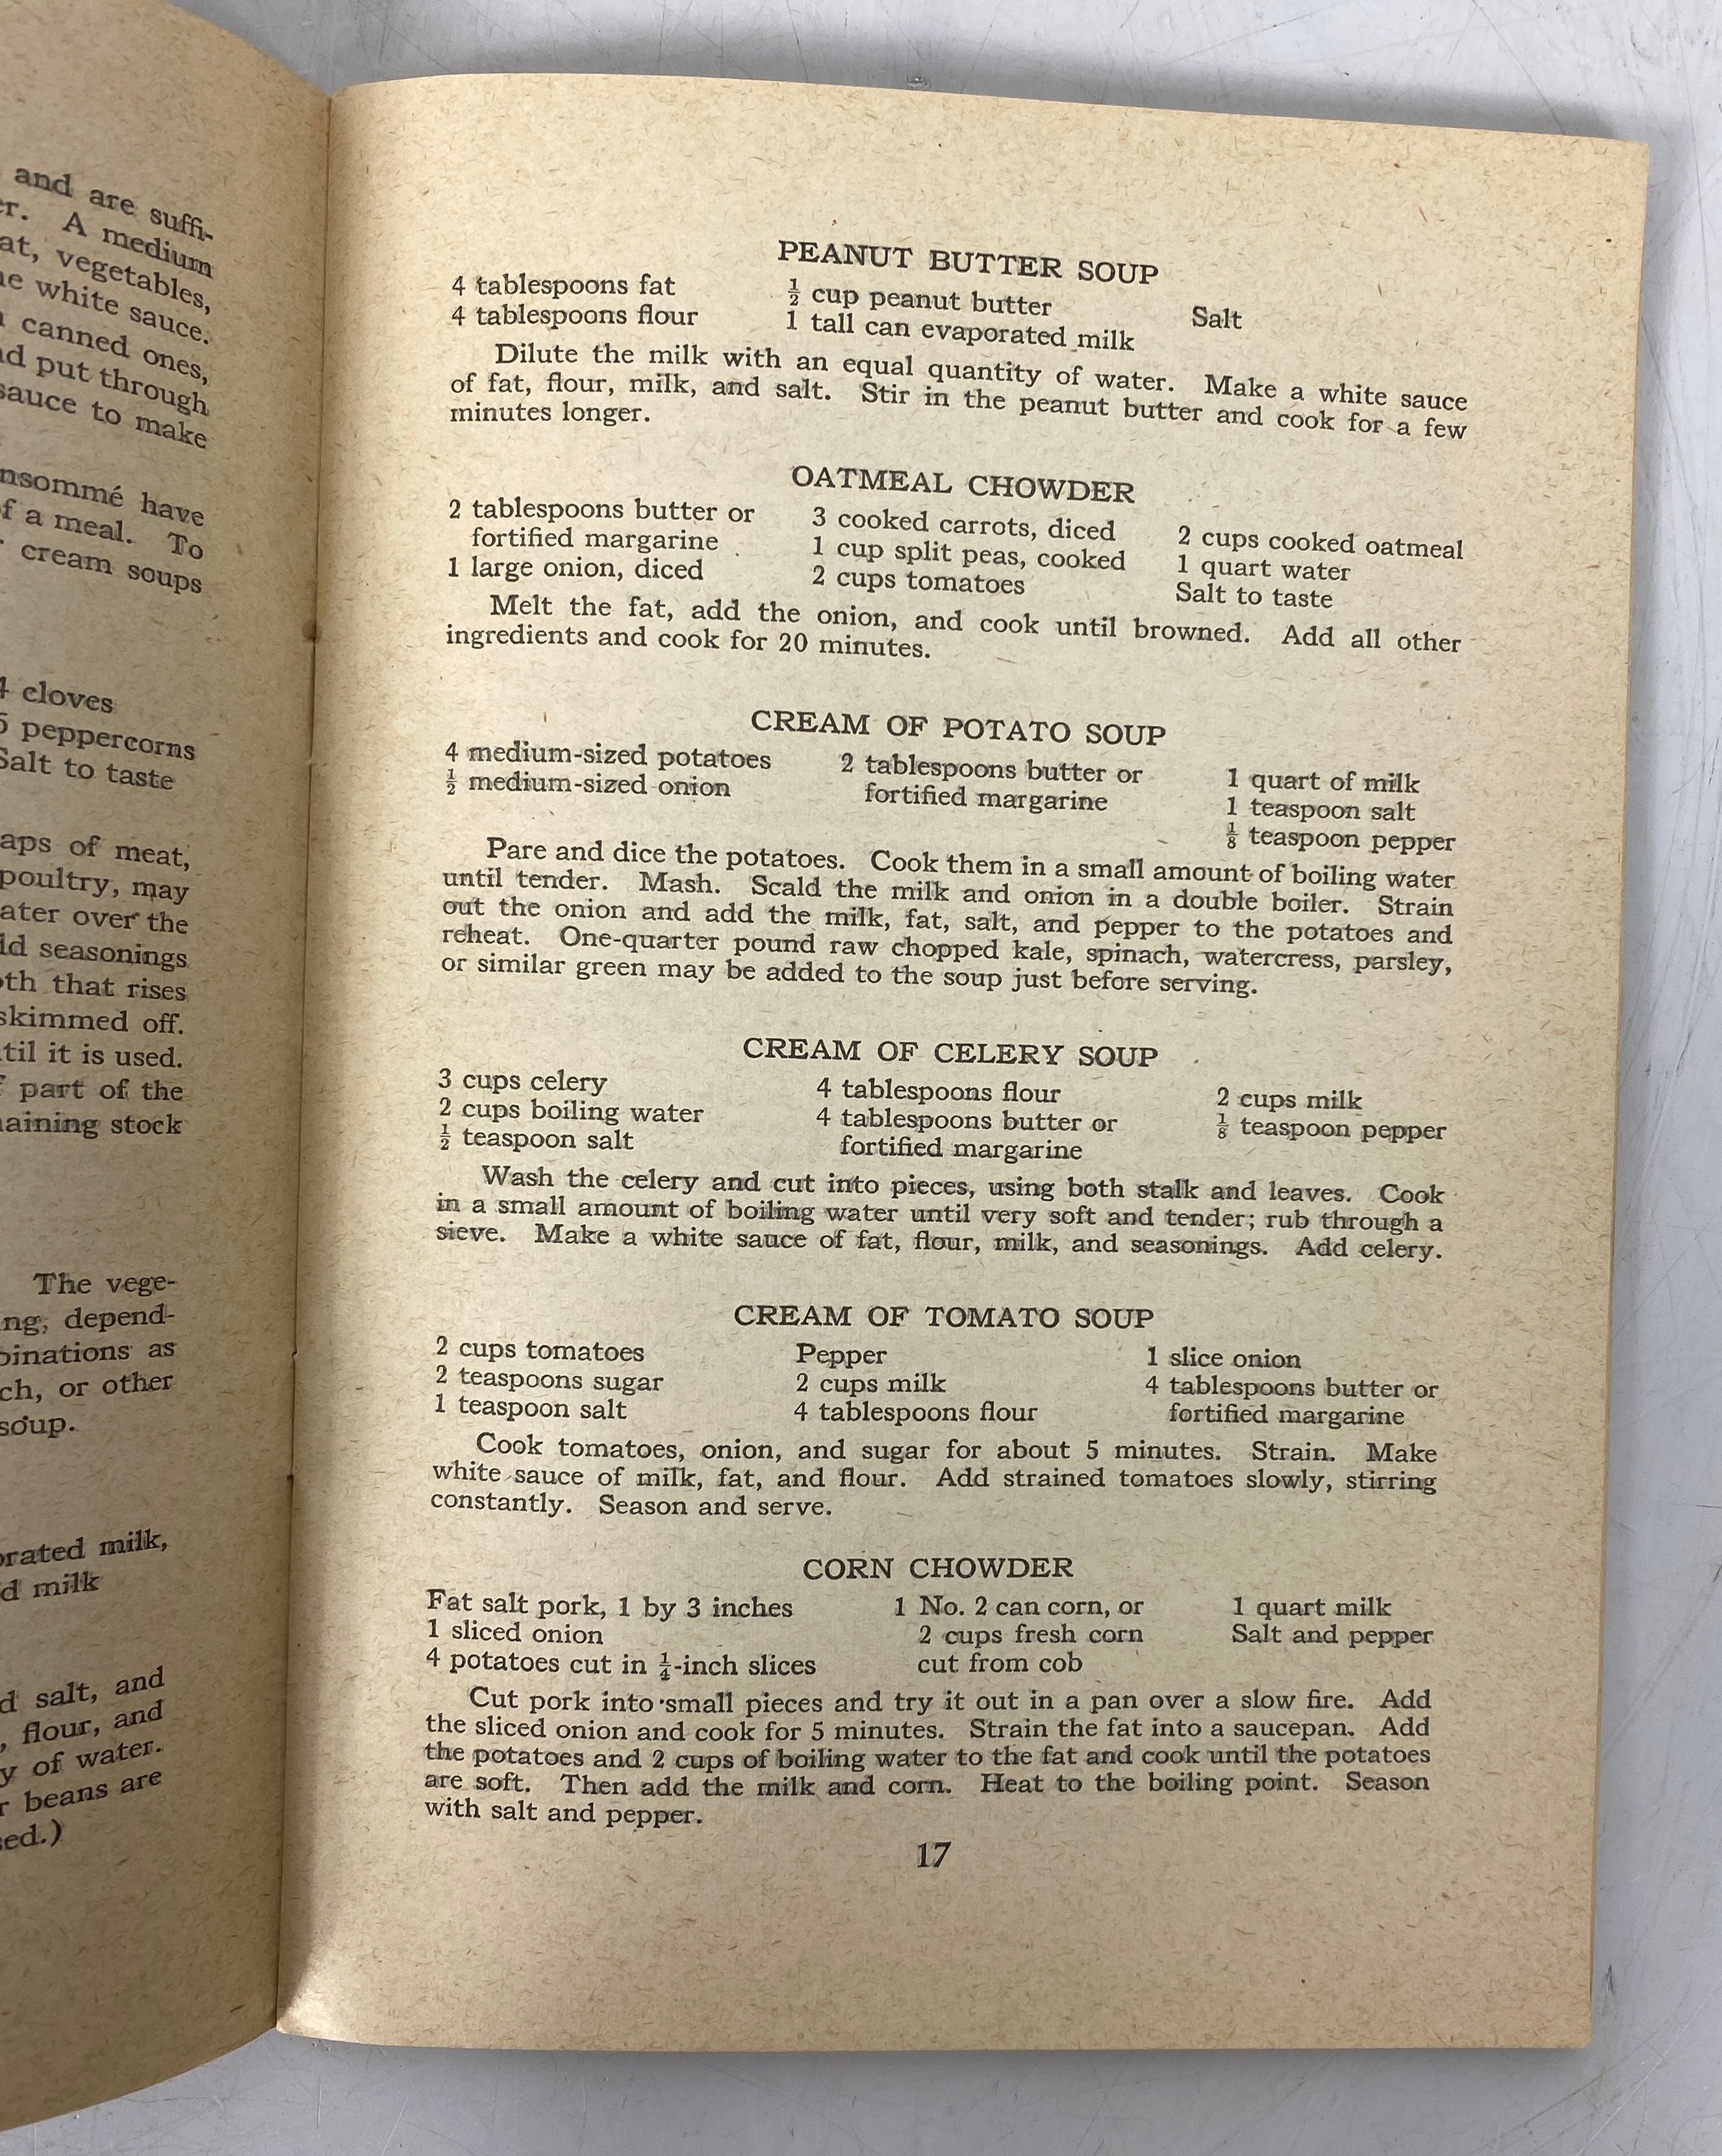 and are suffi-
A medium
vegetables,
white sauce.
canned ones,
put through
sauce to make
have
of a meal. To
cream soups
4 cloves
peppercorns
Salt to taste
of meat,
poultry, may
over the
seasonings
that rises
skimmed off.
it is used.
part of the
stock
The vege-
depend-
as
or other
soup.
milk,
milk
salt, and
flour, and
of water.
beans are
PEANUT BUTTER SOUP
4 tablespoons fat ½ cup peanut butter Salt
4 tablespoons flour 1 tall can evaporated milk
Dilute the milk with an equal quantity of water. Make a white sauce
of fat, flour, milk, and salt. Stir in the peanut butter and cook for a few
minutes longer.
OATMEAL CHOWDER
2 tablespoons butter or 3 cooked carrots, diced 2 cups cooked oatmeal
fortified margarine 1 cup split peas, cooked 1 quart water
1 large onion, diced 2 cups tomatoes Salt to taste
Melt the fat, add the onion, and cook until browned. Add all other
ingredients and cook for 20 minutes.
CREAM OF POTATO SOUP
4 medium-sized potatoes 2 tablespoons butter or 1 quart of milk
½ medium-sized onion fortified margarine 1 teaspoon salt
⅛ teaspoon pepper
Pare and dice the potatoes. Cook them in a small amount of boiling water
until tender. Mash. Scald the milk and onion in a double boiler. Strain
out the onion and add the milk, fat, salt, and pepper to the potatoes and
reheat. One-quarter pound raw chopped kale, spinach, watercress, parsley,
or similar green may be added to the soup just before serving.
CREAM OF CELERY SOUP
3 cups celery 4 tablespoons flour 2 cups milk
2 cups boiling water 4 tablespoons butter or ⅛ teaspoon pepper
½ teaspoon salt fortified margarine
Wash the celery and cut into pieces, using both stalk and leaves. Cook
in a small amount of boiling water until very soft and tender; rub through a
sieve. Make a white sauce of fat, flour, milk, and seasonings. Add celery.
CREAM OF TOMATO SOUP
2 cups tomatoes Pepper 1 slice onion
2 teaspoons sugar 2 cups milk 4 tablespoons butter or
1 teaspoon salt 4 tablespoons flour fortified margarine
Cook tomatoes, onion, and sugar for about 5 minutes. Strain. Make
white sauce of milk, fat, and flour. Add strained tomatoes slowly, stirring
constantly. Season and serve.
CORN CHOWDER
Fat salt pork, 1 by 3 inches 1 No. 2 can corn, or 1 quart milk
1 sliced onion 2 cups fresh corn Salt and pepper
4 potatoes cut in ¼-inch slices cut from cob
Cut pork into small pieces and try it out in a pan over a slow fire. Add
the sliced onion and cook for 5 minutes. Strain the fat into a saucepan. Add
the potatoes and 2 cups of boiling water to the fat and cook until the potatoes
are soft. Then add the milk and corn. Heat to the boiling point. Season
with salt and pepper.
17